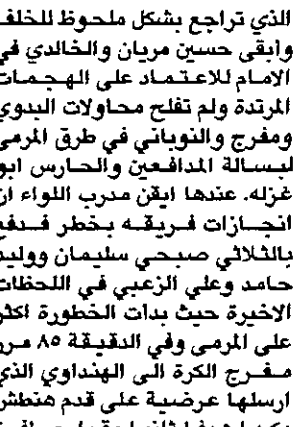 الذي تراجع بشكل ملحوظ للخلف
وابقى حسين مريان والخالدي في
الامام للاعتماد على الهجمات
المرتدة ولم تفلح محاولات البدوي
ومفرج والنوباني في طرق المرمى
لبسالة المدافعين والحارس ابو
غزله. عندها ايقن مدرب اللواء ان
انجازات فريقه بخطر فدفع
بالثلاثي صبحي سليمان ووليد
حامد وعلي الزعبي في اللحظات
الاخيرة حيث بدات الخطورة اكثر
على المرمى وفي الدقيقة ٨٥ مرر
مفرج الكرة الى الهنداوي الذي
ارسلها عرضية على قدم هنطش